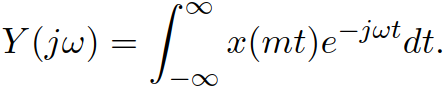 Y(jω) = ∫_{-∞}^{∞} x(mt)e^{-jωt}dt.